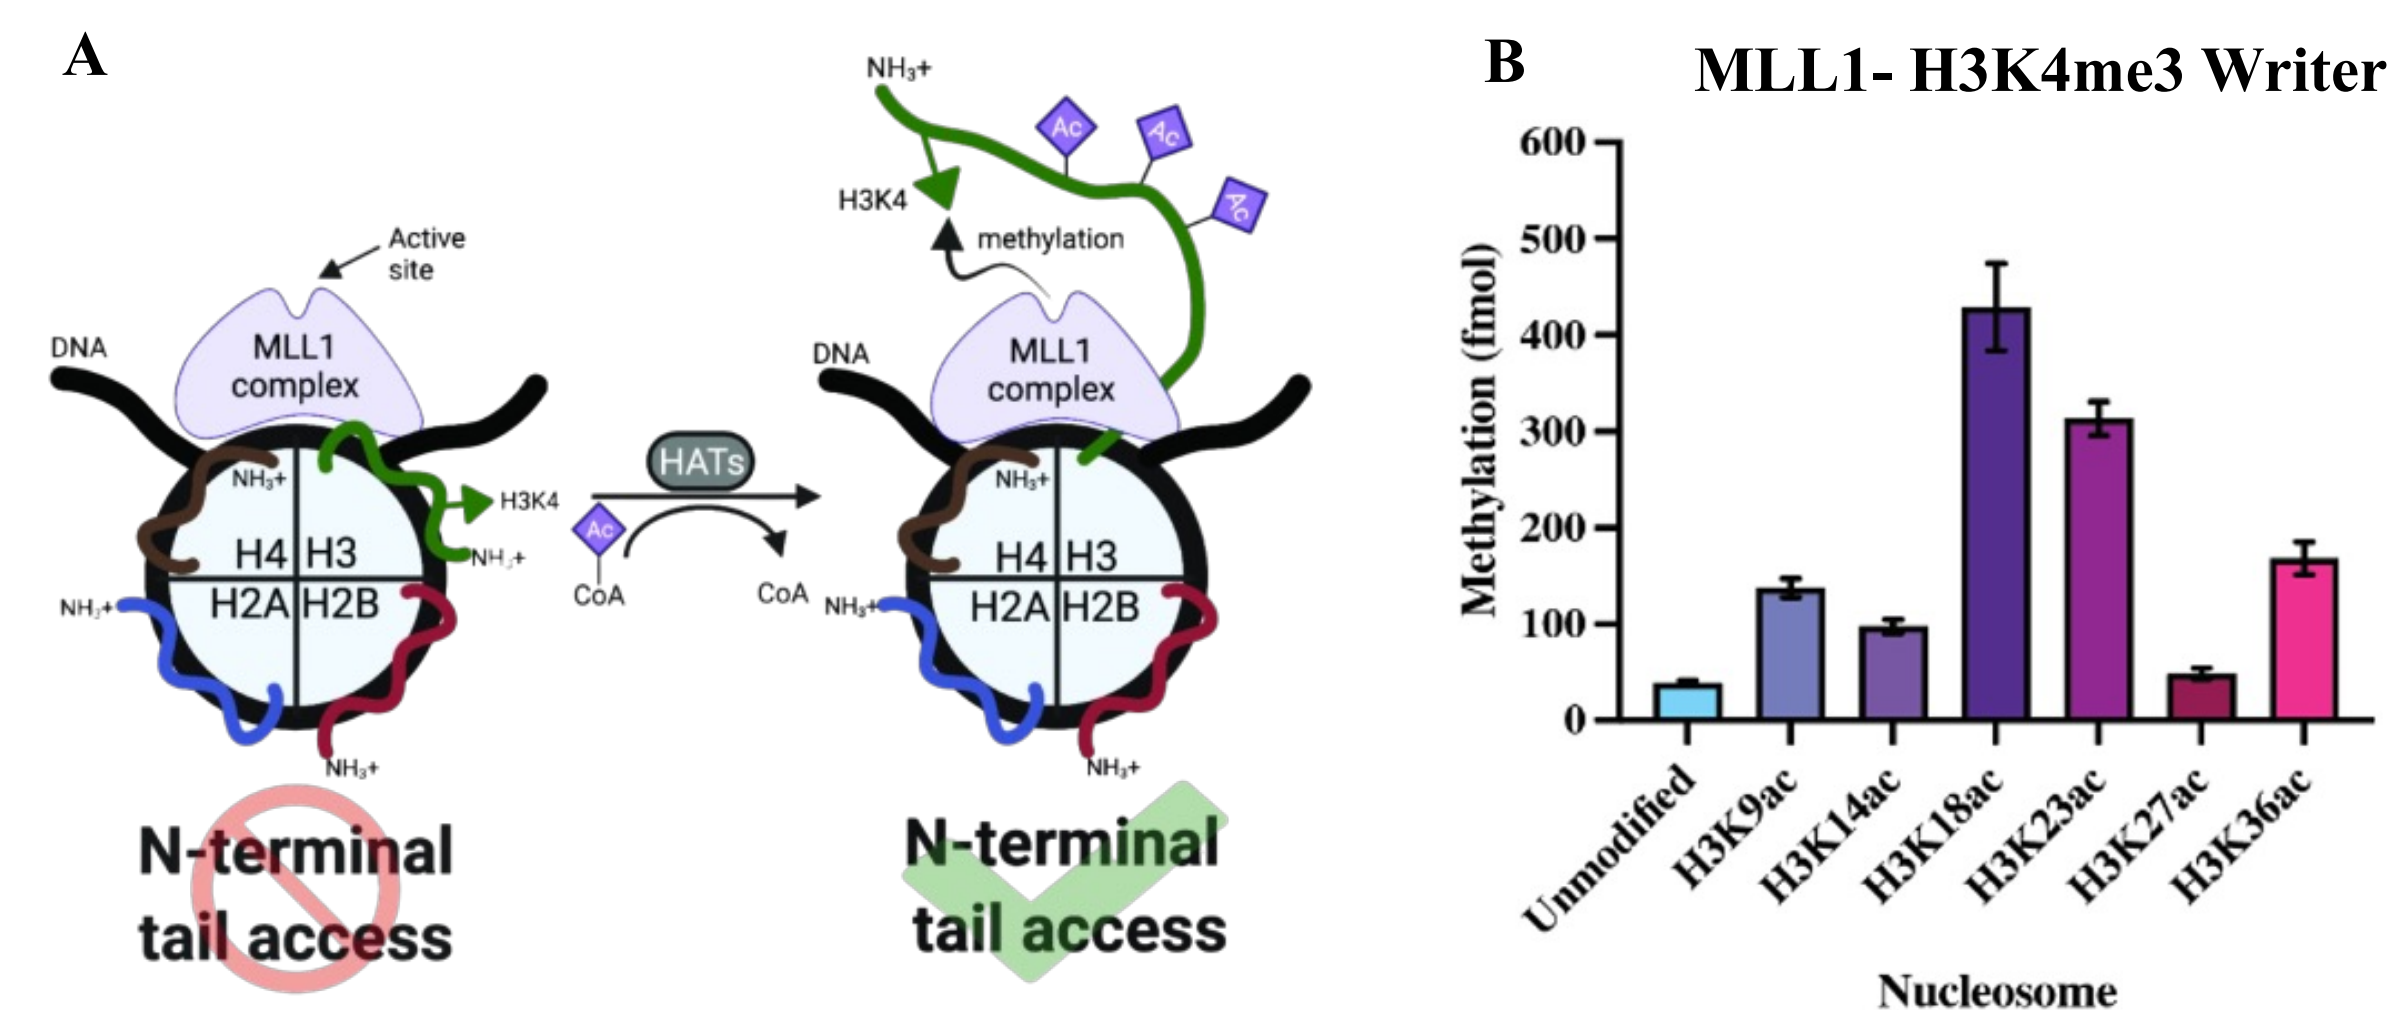 A
NH₃+
Ac
Ac
Ac
H3K4
methylation
Active
site
DNA
MLL1
complex
NH₃+
H3K4
NH₃+
H4 H3
H2A H2B
NH₃+
NH₃+
HATs
Ac
CoA
CoA
DNA
MLL1
complex
NH₃+
H4 H3
H2A H2B
NH₃+
NH₃+
N-terminal
tail access
N-terminal
tail access
B
MLL1- H3K4me3 Writer
Methylation (fmol)
600
500
400
300
200
100
0
Unmodified
H3K9ac
H3K14ac
H3K18ac
H3K23ac
H3K27ac
H3K36ac
Nucleosome